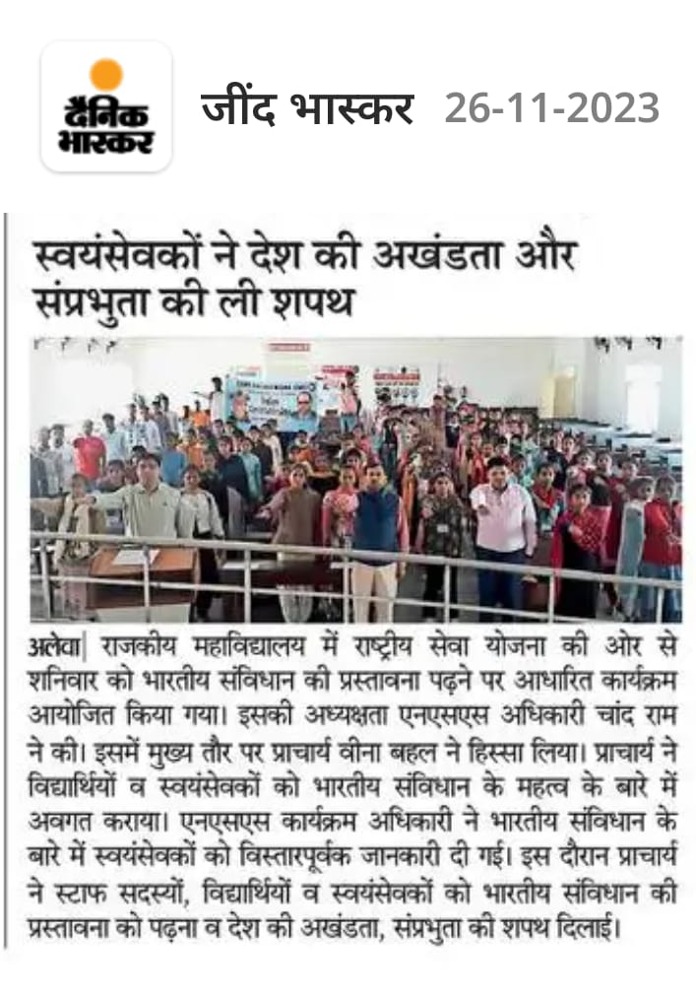 दैनिक
भास्कर
जींद भास्कर 26-11-2023
स्वयंसेवकों ने देश की अखंडता और
संप्रभुता की ली शपथ
अलेवा| राजकीय महाविद्यालय में राष्ट्रीय सेवा योजना की ओर से
शनिवार को भारतीय संविधान की प्रस्तावना पढ़ने पर आधारित कार्यक्रम
आयोजित किया गया। इसकी अध्यक्षता एनएसएस अधिकारी चांद राम
ने की। इसमें मुख्य तौर पर प्राचार्य वीना बहल ने हिस्सा लिया। प्राचार्य ने
विद्यार्थियों व स्वयंसेवकों को भारतीय संविधान के महत्व के बारे में
अवगत कराया। एनएसएस कार्यक्रम अधिकारी ने भारतीय संविधान के
बारे में स्वयंसेवकों को विस्तारपूर्वक जानकारी दी गई। इस दौरान प्राचार्य
ने स्टाफ सदस्यों, विद्यार्थियों व स्वयंसेवकों को भारतीय संविधान की
प्रस्तावना को पढ़ना व देश की अखंडता, संप्रभुता की शपथ दिलाई।